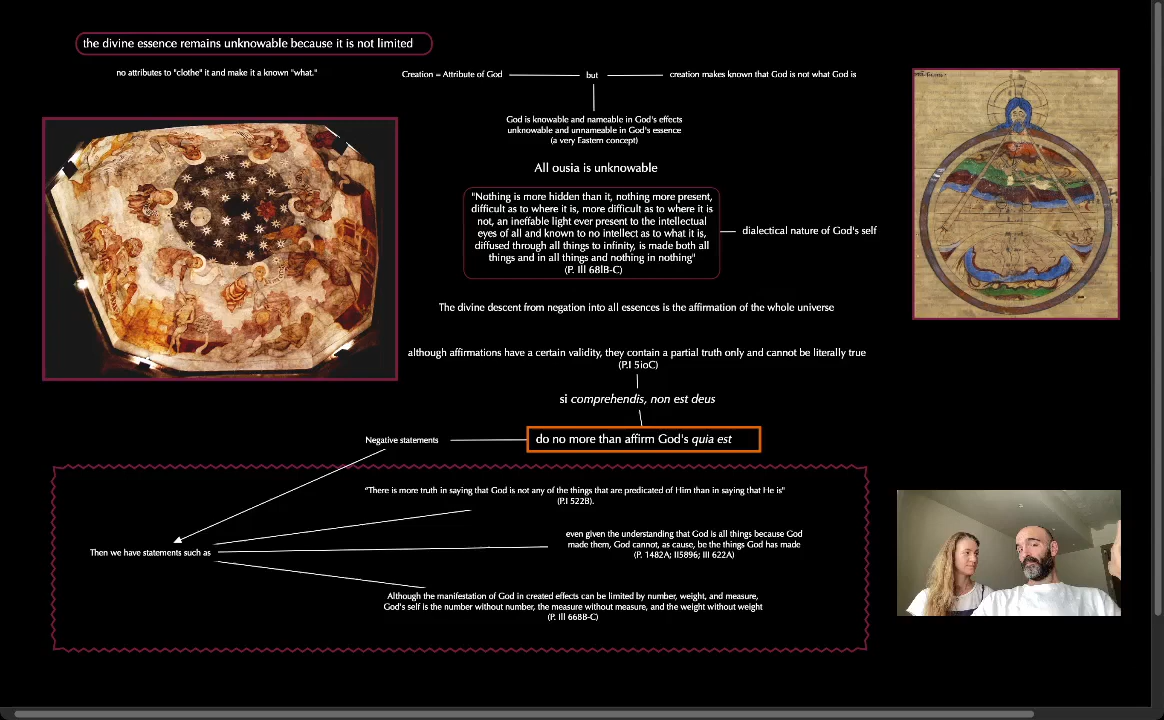 the divine essence remains unknowable because it is not limited
no attributes to "clothe" it and make it a known "what."
Creation = Attribute of God
but
creation makes known that God is not what God is
God is knowable and nameable in God's effects
unknowable and unnameable in God's essence
(a very Eastern concept)
All ousia is unknowable
"Nothing is more hidden than it, nothing more present,
difficult as to where it is, more difficult as to where it is
not, an ineffable light ever present to the intellectual
eyes of all and known to no intellect as to what it is,
diffused through all things to infinity, is made both all
things and in all things and nothing in nothing"
(P. Ill 68lB-C)
dialectical nature of God's self
The divine descent from negation into all essences is the affirmation of the whole universe
although affirmations have a certain validity, they contain a partial truth only and cannot be literally true
(P.I 5ioC)
si comprehendis, non est deus
Negative statements
do no more than affirm God's quia est
"There is more truth in saying that God is not any of the things that are predicated of Him than in saying that He is"
(P.I 522B).
Then we have statements such as
even given the understanding that God is all things because God
made them, God cannot, as cause, be the things God has made
(P. 1482A; II5896; Ill 622A)
Although the manifestation of God in created effects can be limited by number, weight, and measure,
God's self is the number without number, the measure without measure, and the weight without weight
(P. Ill 668B-C)